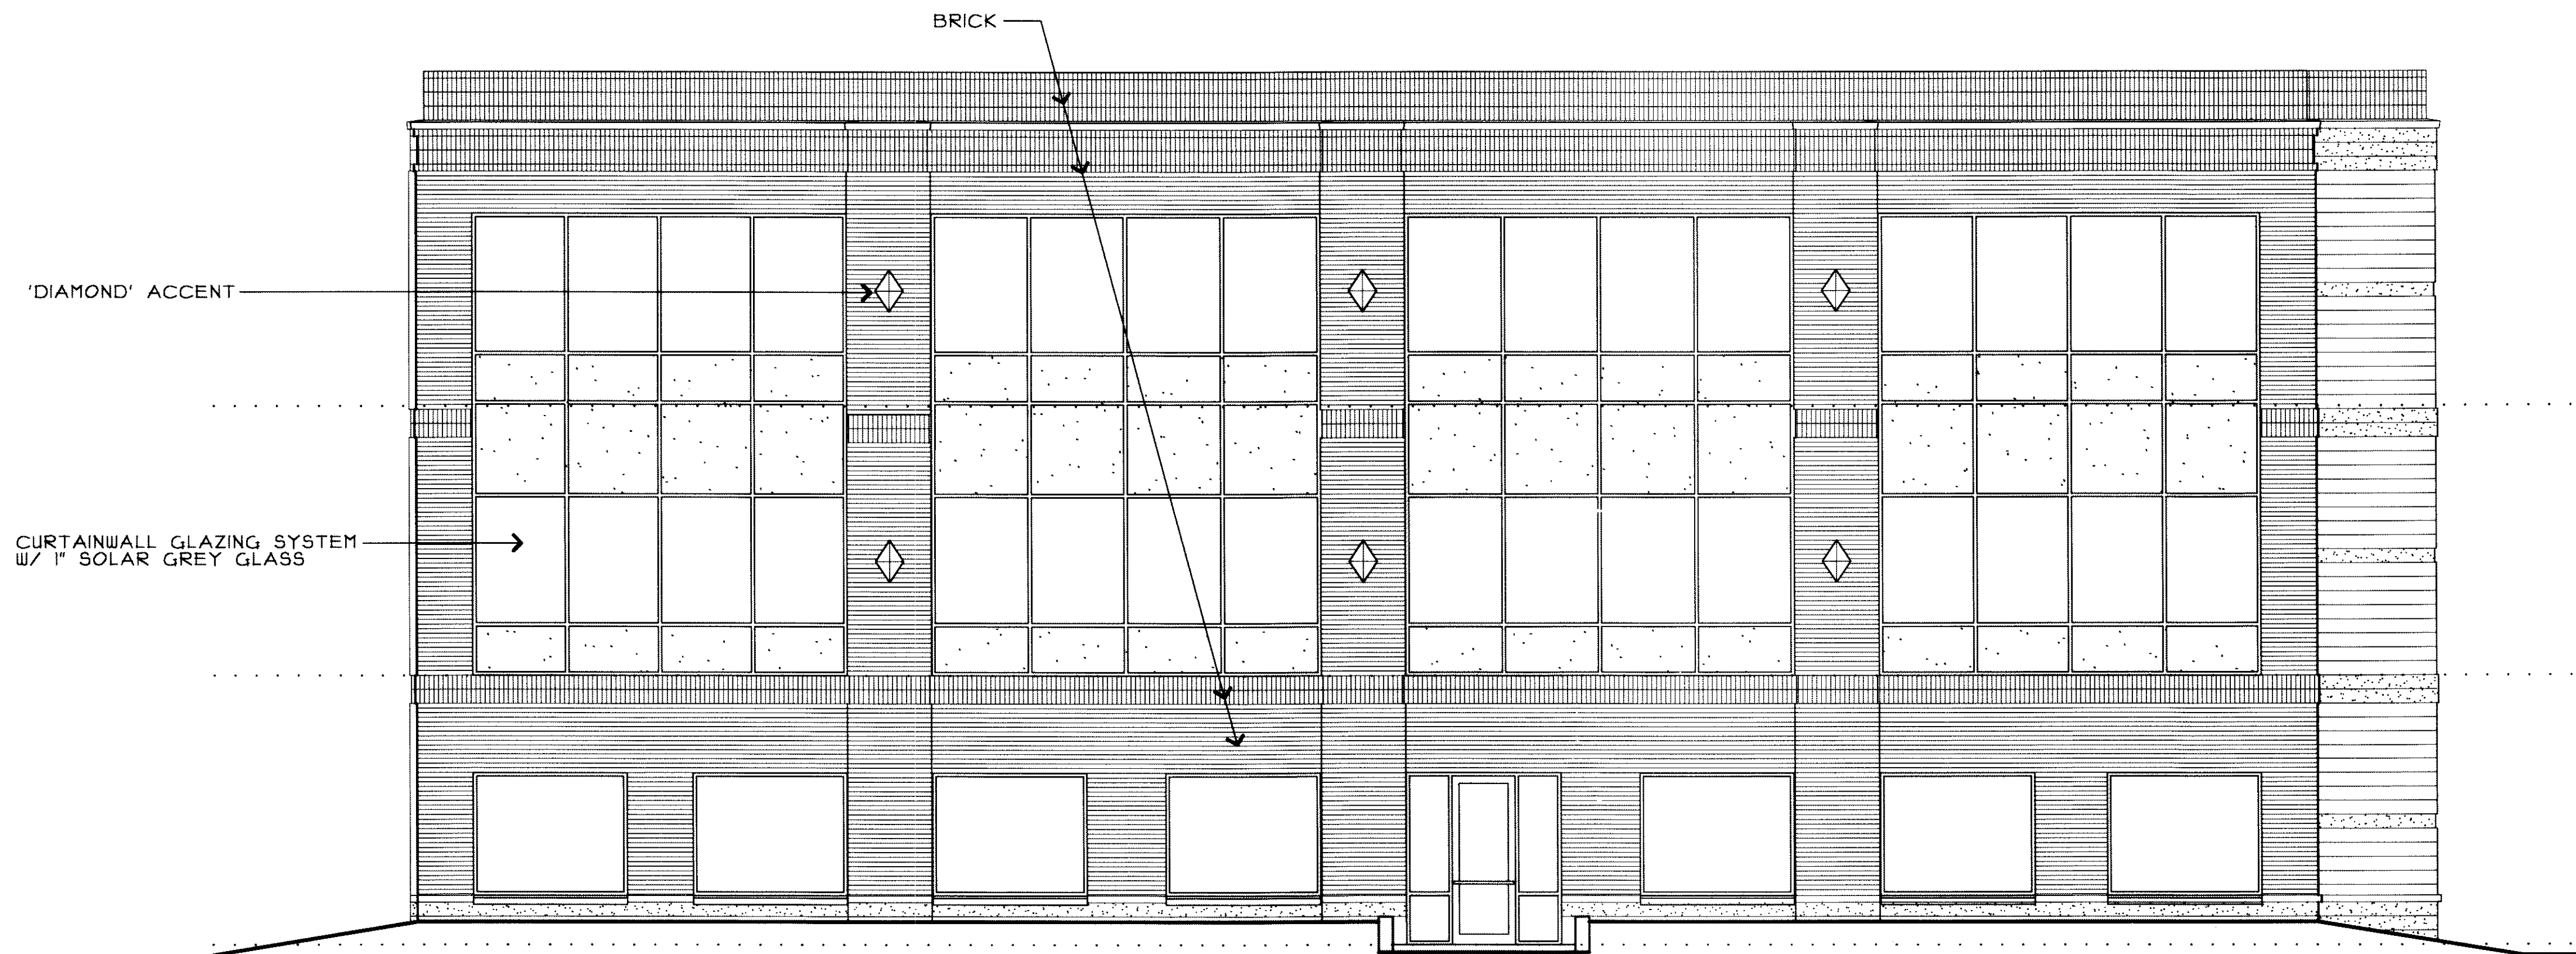 BRICK
'DIAMOND' ACCENT
CURTAINWALL GLAZING SYSTEM
W/ 1" SOLAR GREY GLASS